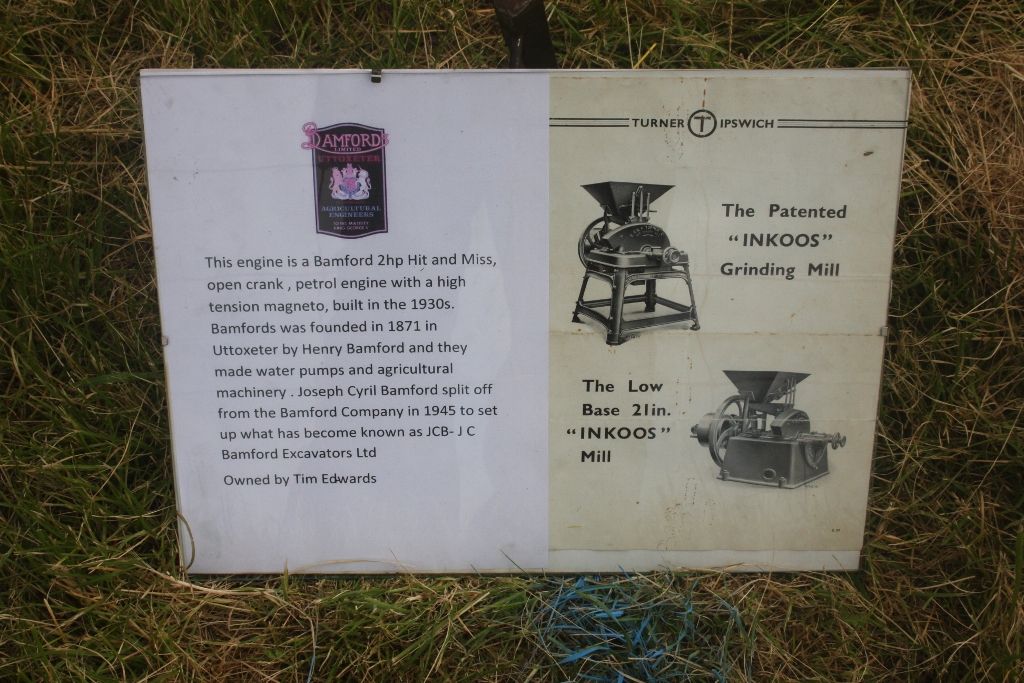 BAMFORDS
LIMITED
UTTOXETER
AGRICULTURAL
ENGINEERS
KING GEORGE V
This engine is a Bamford 2hp Hit and Miss,
open crank , petrol engine with a high
tension magneto, built in the 1930s.
Bamfords was founded in 1871 in
Uttoxeter by Henry Bamford and they
made water pumps and agricultural
machinery . Joseph Cyril Bamford split off
from the Bamford Company in 1945 to set
up what has become known as JCB- J C
Bamford Excavators Ltd
Owned by Tim Edwards
TURNER T IPSWICH
The Patented
“INKOOS”
Grinding Mill
The Low
Base 21in.
“INKOOS”
Mill